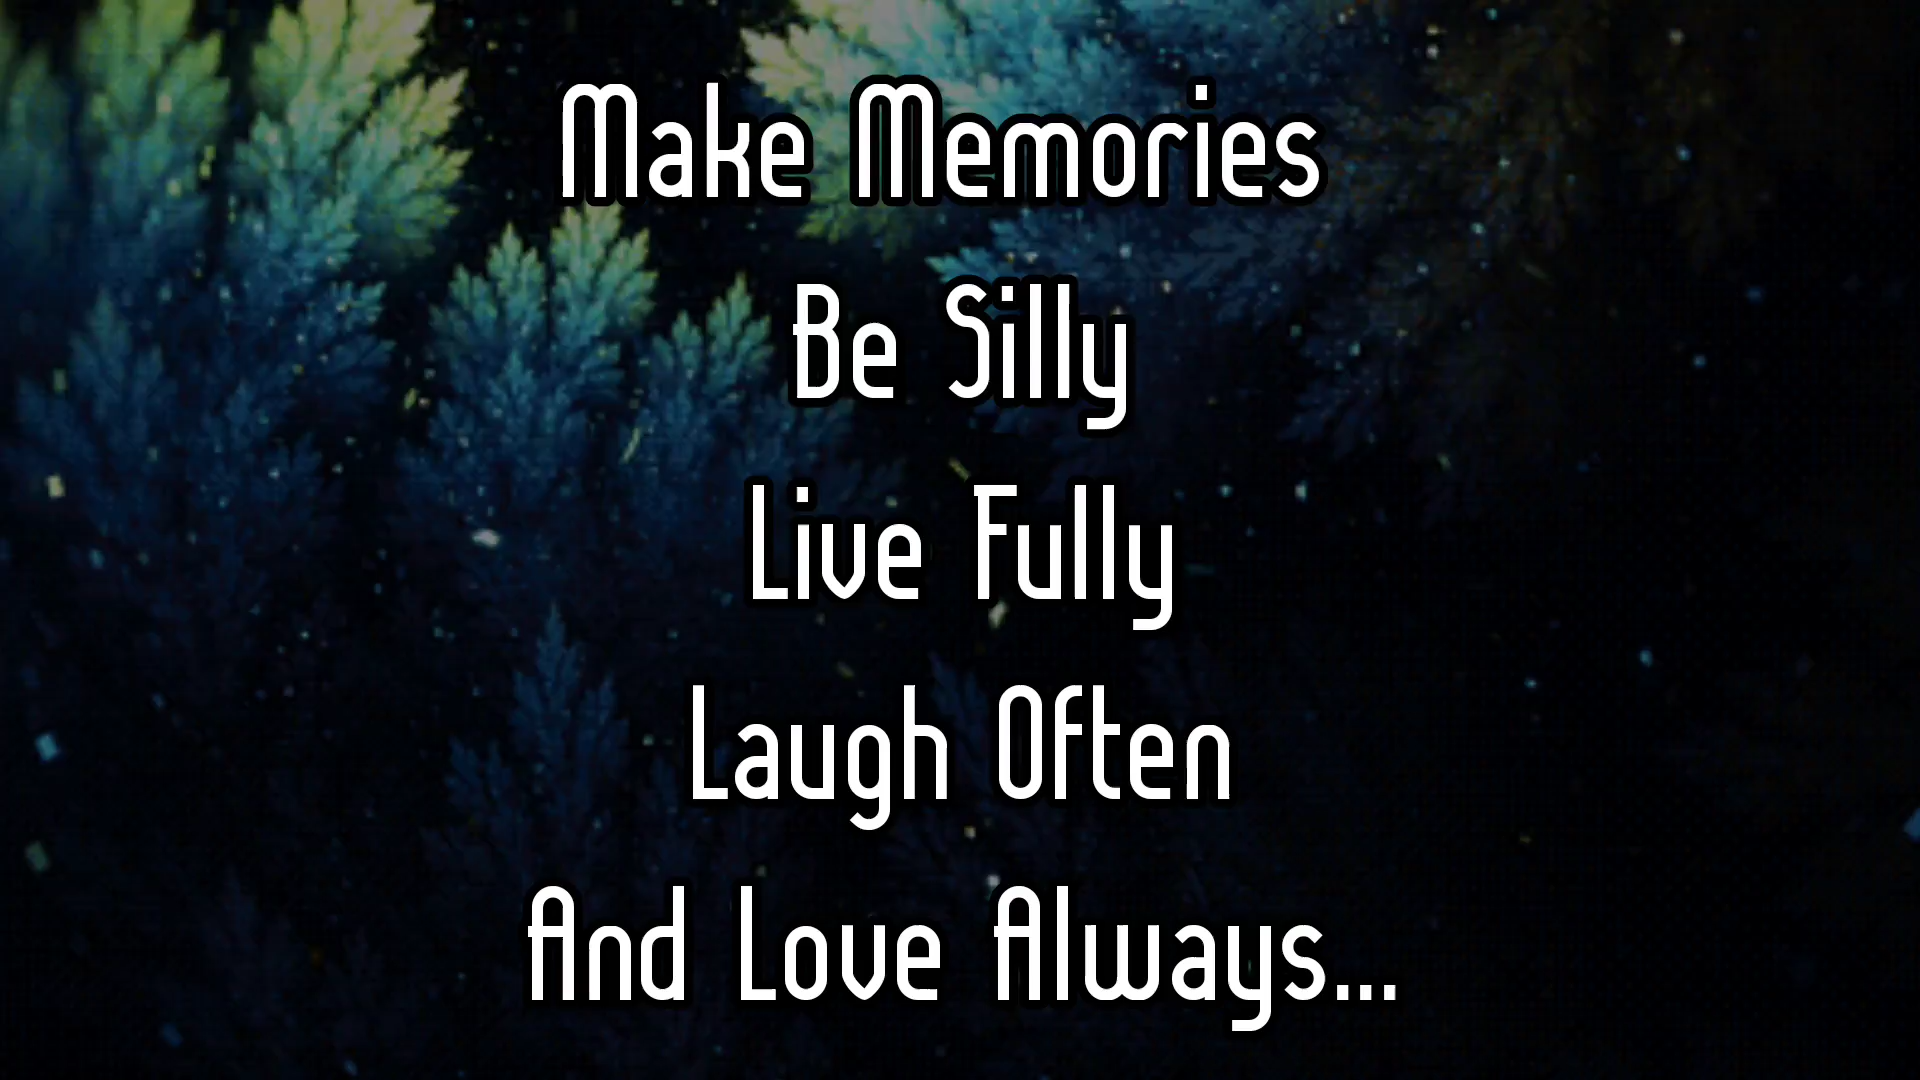 Make Memories
Be Silly
Live Fully
Laugh Often
And Love Always...